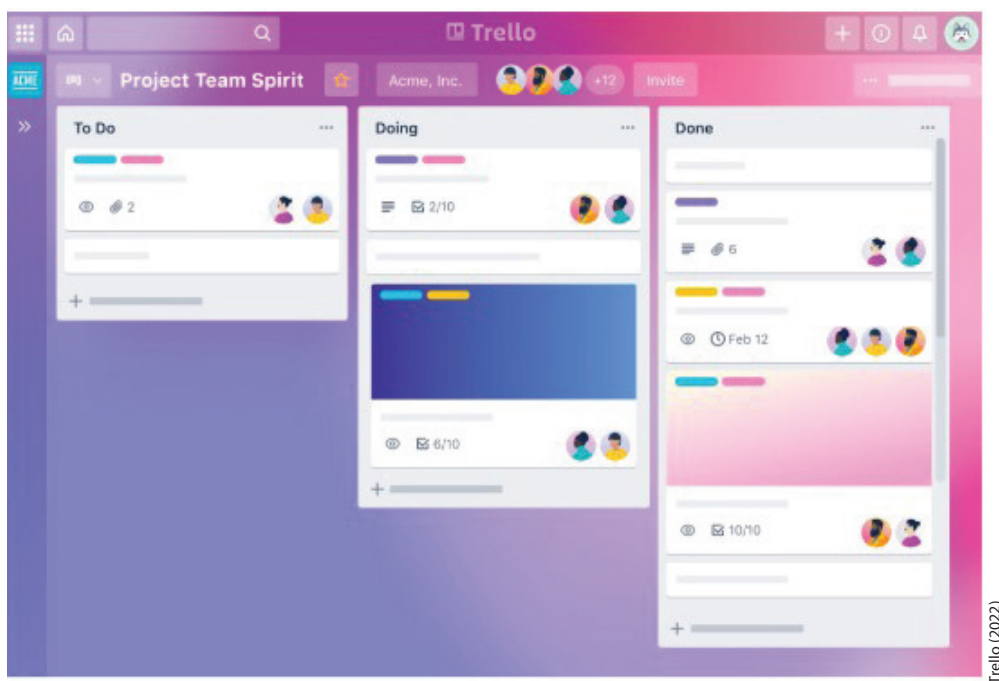 Trello
ACME
Project Team Spirit
Acme, Inc.
+12
Invite
To Do
2
Doing
2/10
6/10
Done
6
Feb 12
10/10
Trello (2022)